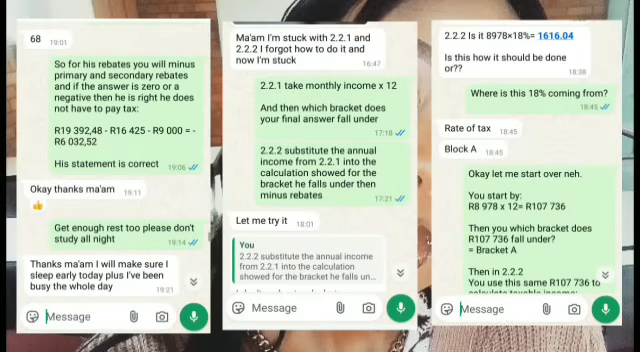 68 19:01
So for his rebates you will minus
primary and secondary rebates
and if the answer is zero or a
negative then he is right he does
not have to pay tax:
R19 392,48 - R16 425 - R9 000 = -
R6 032,52
His statement is correct 19:06
Okay thanks ma'am 19:11
👍
Get enough rest too please don't
study all night
19:14
Thanks ma'am I will make sure I
sleep early today plus I've been
busy the whole day
19:21
Message
Ma'am I'm stuck with 2.2.1 and
2.2.2 I forgot how to do it and
now I'm stuck
16:47
2.2.1 take monthly income x 12
And then which bracket does
your final answer fall under
17:18
2.2.2 substitute the annual
income from 2.2.1 into the
calculation showed for the
bracket he falls under then
minus rebates
17:21
Let me try it 18:01
You
2.2.2 substitute the annual income
from 2.2.1 into the calculation
showed for the bracket he falls un...
Message
2.2.2 Is it 8978×18%= 1616.04
Is this how it should be done
or??
18:38
Where is this 18% coming from?
18:45
Rate of tax 18:45
Block A 18:45
Okay let me start over neh.
You start by:
R8 978 x 12= R107 736
Then you which bracket does
R107 736 fall under?
= Bracket A
Then in 2.2.2
You use this same R107 736 to
calculate taxable income:
Message